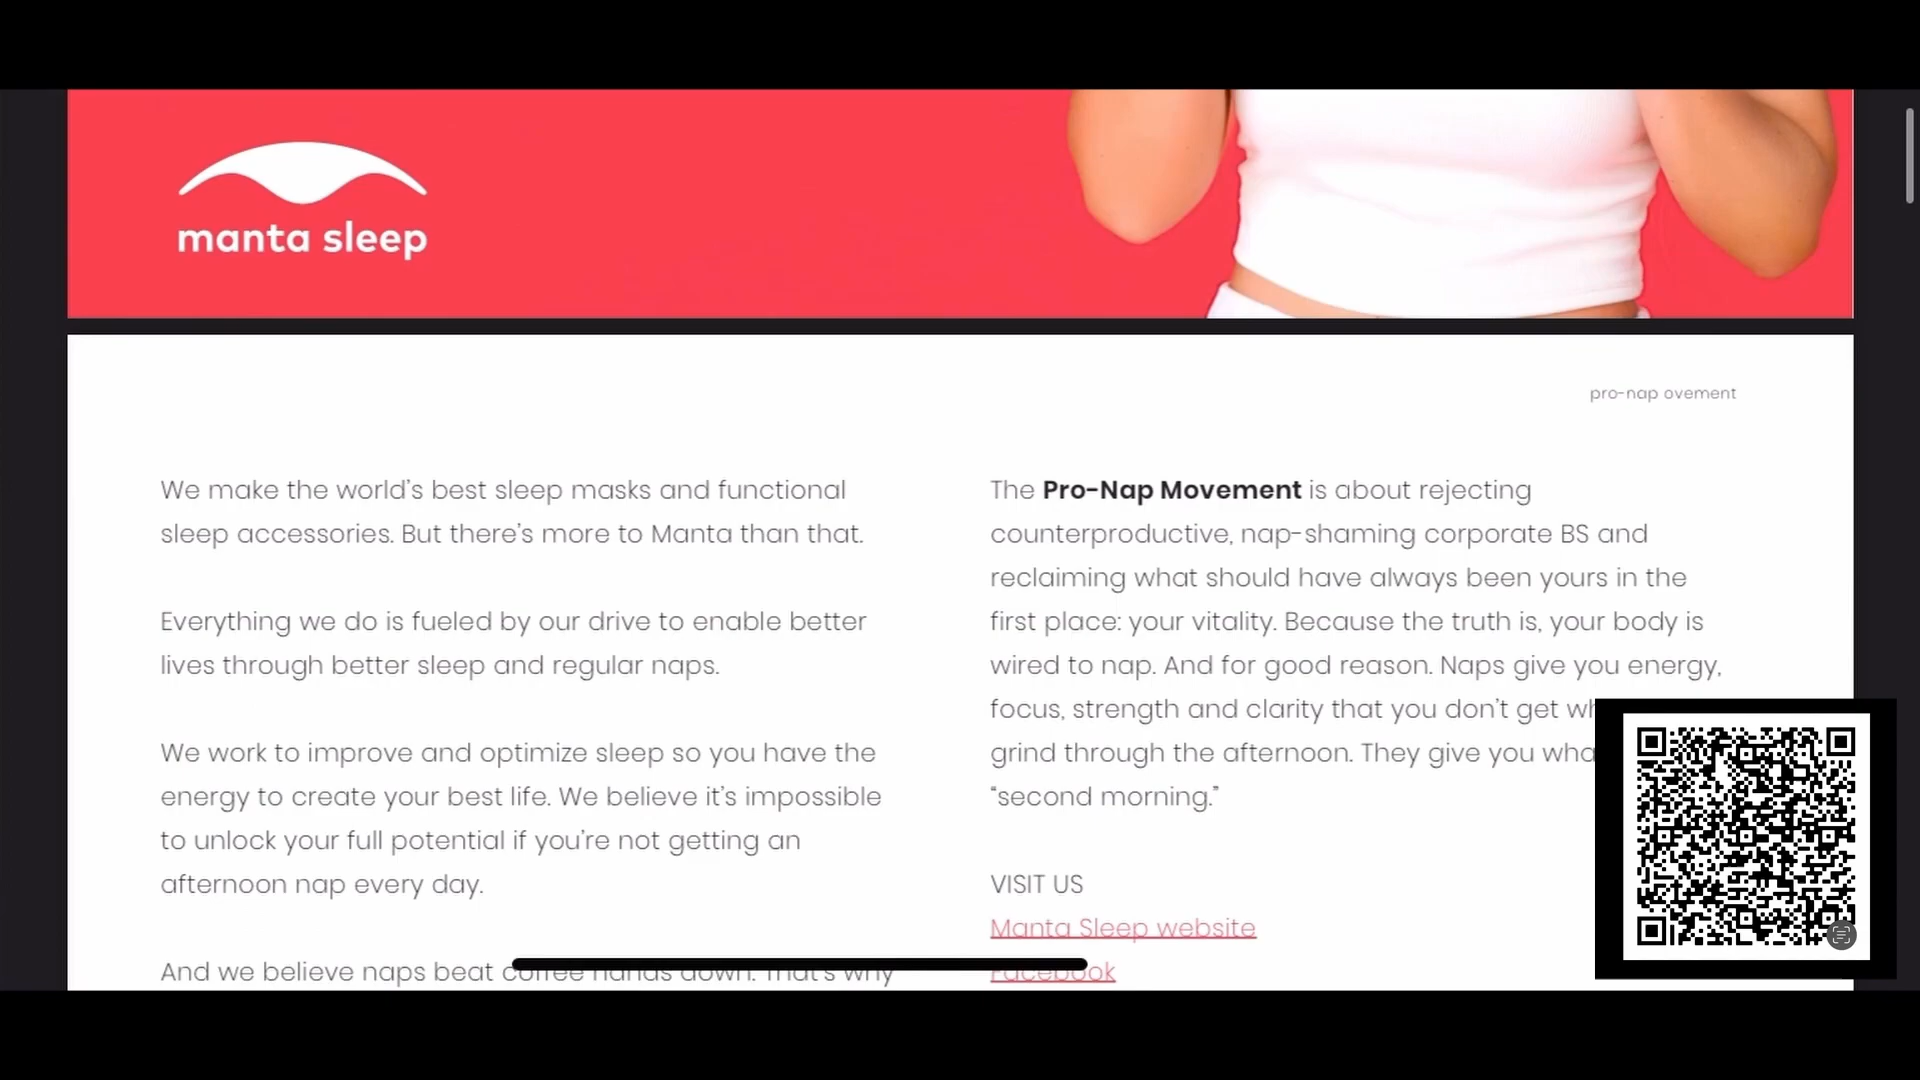 manta sleep
pro-nap ovement
We make the world's best sleep masks and functional
sleep accessories. But there's more to Manta than that.
Everything we do is fueled by our drive to enable better
lives through better sleep and regular naps.
We work to improve and optimize sleep so you have the
energy to create your best life. We believe it's impossible
to unlock your full potential if you're not getting an
afternoon nap every day.
And we believe naps beat coffee hands down. That's why
The Pro-Nap Movement is about rejecting
counterproductive, nap-shaming corporate BS and
reclaiming what should have always been yours in the
first place: your vitality. Because the truth is, your body is
wired to nap. And for good reason. Naps give you energy,
focus, strength and clarity that you don't get
grind through the afternoon. They give you
“second morning.”
VISIT US
Manta Sleep website
Facebook